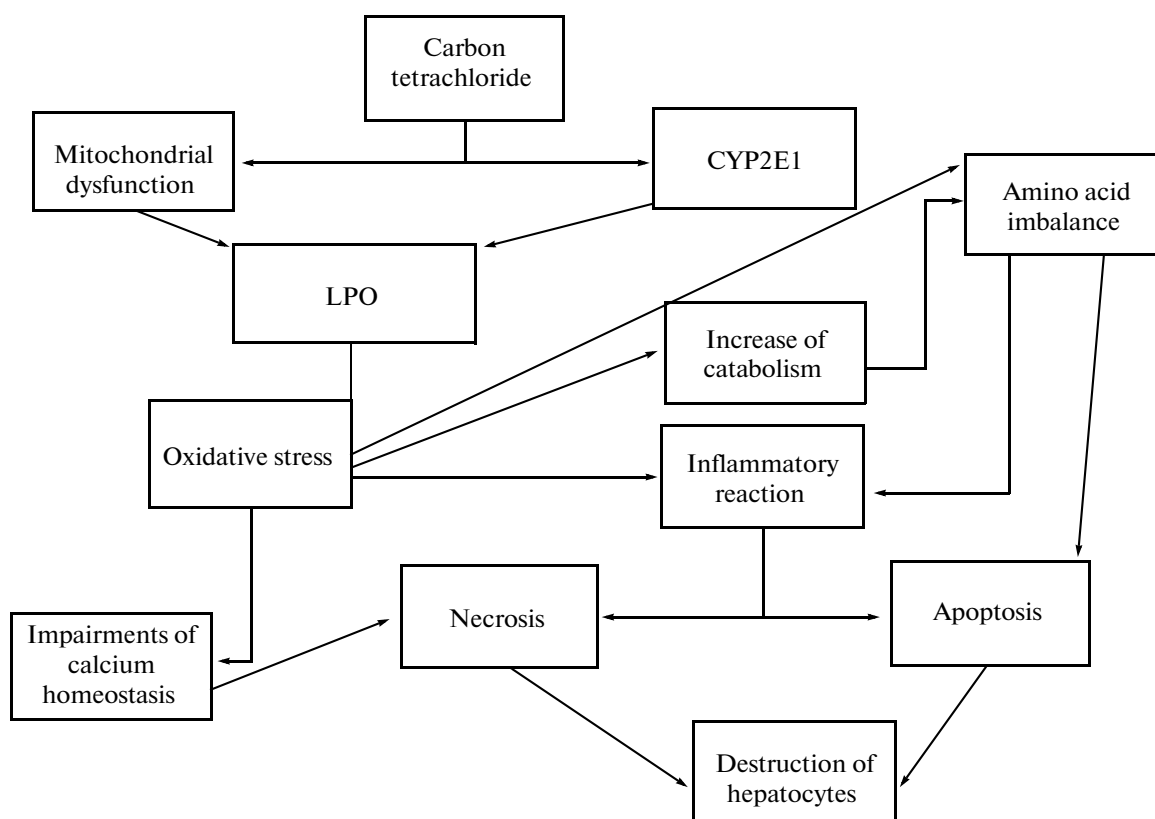 Carbon
tetrachloride
Mitochondrial
dysfunction
CYP2E1
Amino acid
imbalance
LPO
Increase of
catabolism
Oxidative stress
Inflammatory
reaction
Necrosis
Apoptosis
Impairments of
calcium
homeostasis
Destruction of
hepatocytes